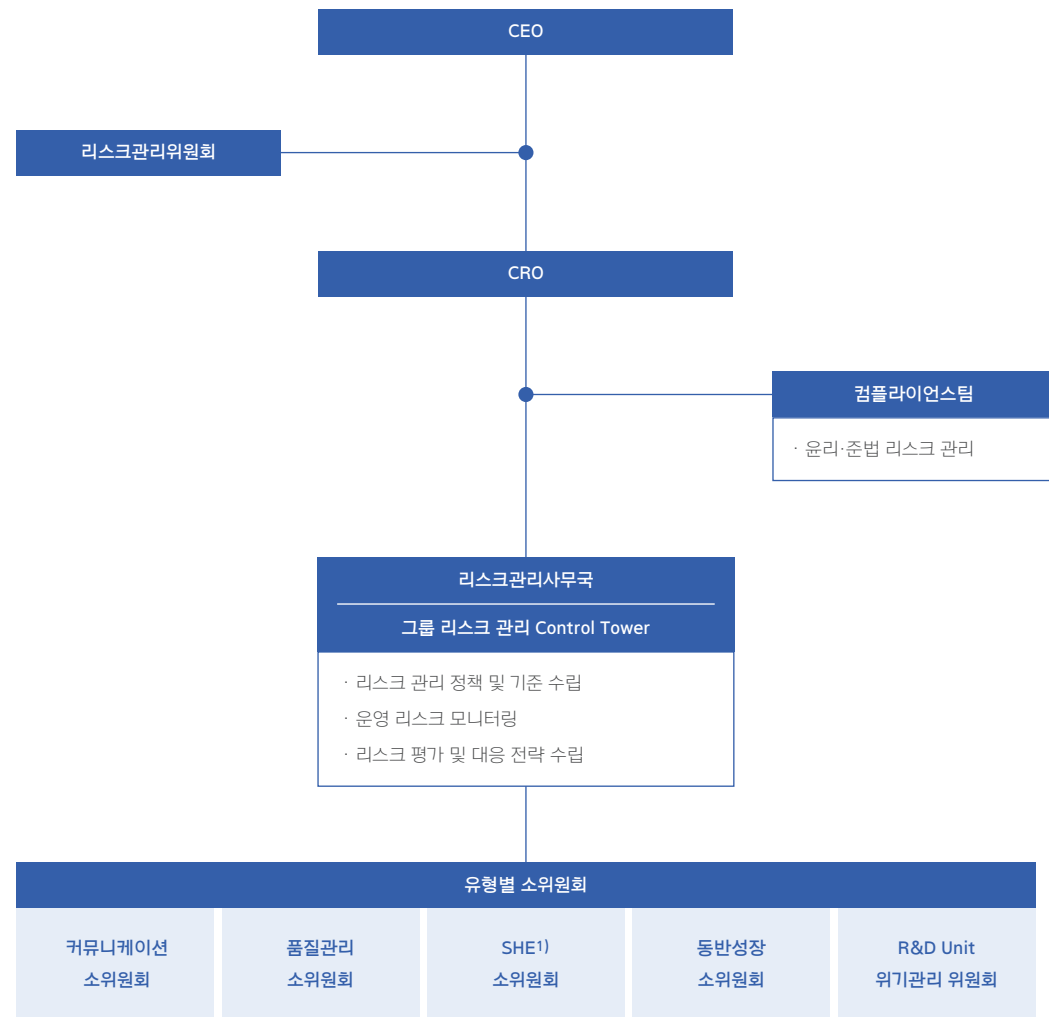 CEO
리스크관리위원회
CRO
컴플라이언스팀
· 윤리·준법 리스크 관리
리스크관리사무국
그룹 리스크 관리 Control Tower
· 리스크 관리 정책 및 기준 수립
· 운영 리스크 모니터링
· 리스크 평가 및 대응 전략 수립
유형별 소위원회
커뮤니케이션
소위원회
품질관리
소위원회
SHE1)
소위원회
동반성장
소위원회
R&D Unit
위기관리 위원회